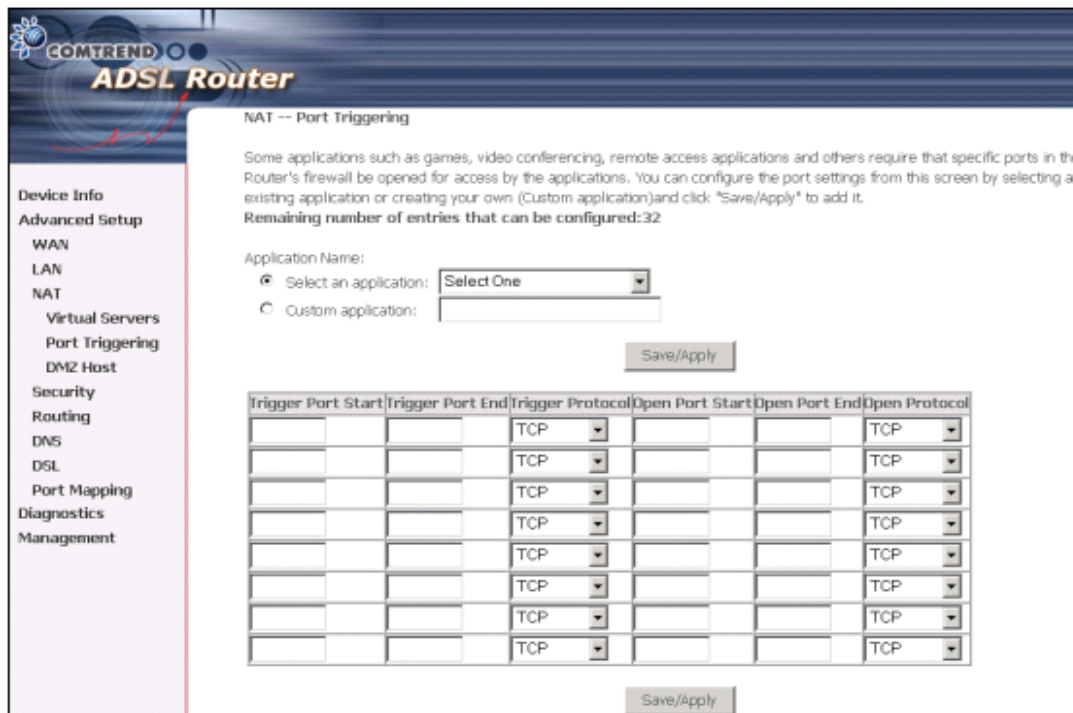 COMTREND
ADSL Router
Device Info
Advanced Setup
WAN
LAN
NAT
Virtual Servers
Port Triggering
DMZ Host
Security
Routing
DNS
DSL
Port Mapping
Diagnostics
Management
NAT -- Port Triggering
Some applications such as games, video conferencing, remote access applications and others require that specific ports in the
Router's firewall be opened for access by the applications. You can configure the port settings from this screen by selecting a
existing application or creating your own (Custom application)and click "Save/Apply" to add it.
Remaining number of entries that can be configured:32
Application Name:
Select an application: Select One
Custom application:
Save/Apply
Trigger Port Start Trigger Port End Trigger Protocol Open Port Start Open Port End Open Protocol
TCP TCP
TCP TCP
TCP TCP
TCP TCP
TCP TCP
TCP TCP
TCP TCP
TCP TCP
Save/Apply